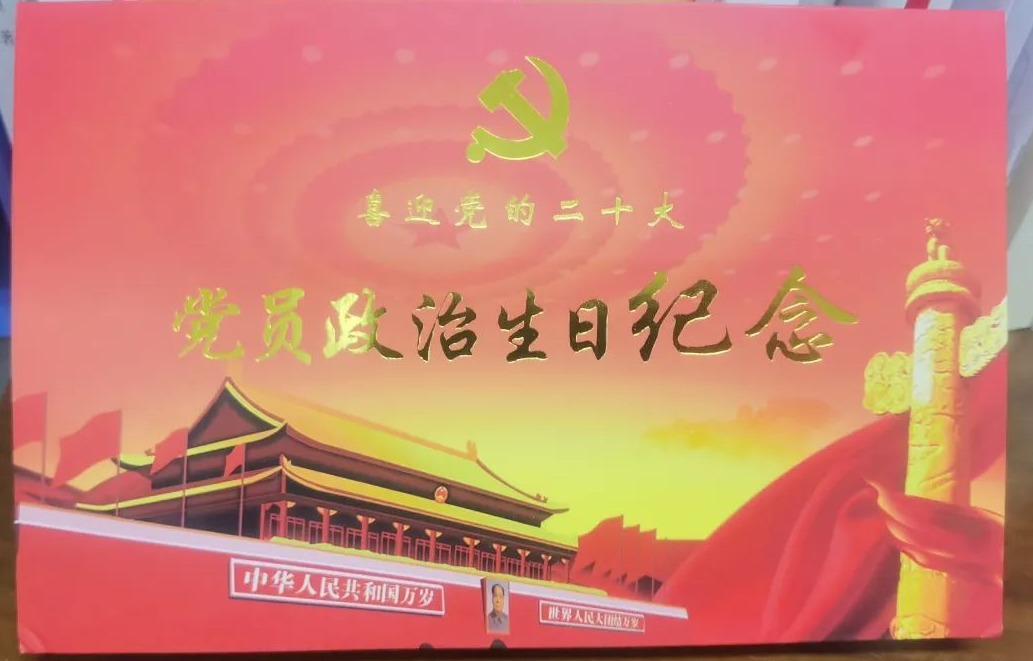 喜迎党的二十大
党员政治生日纪念
中华人民共和国万岁
世界人民大团结万岁